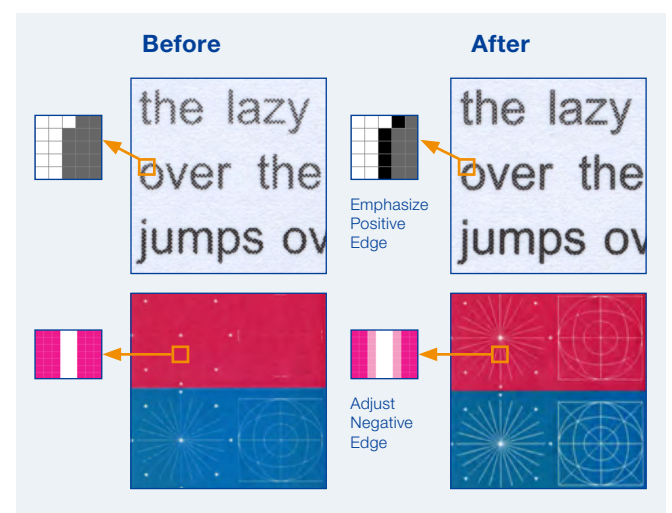 Before
After
the lazy
over the
jumps ov
the lazy
over the
jumps ov
Emphasize
Positive
Edge
Adjust
Negative
Edge